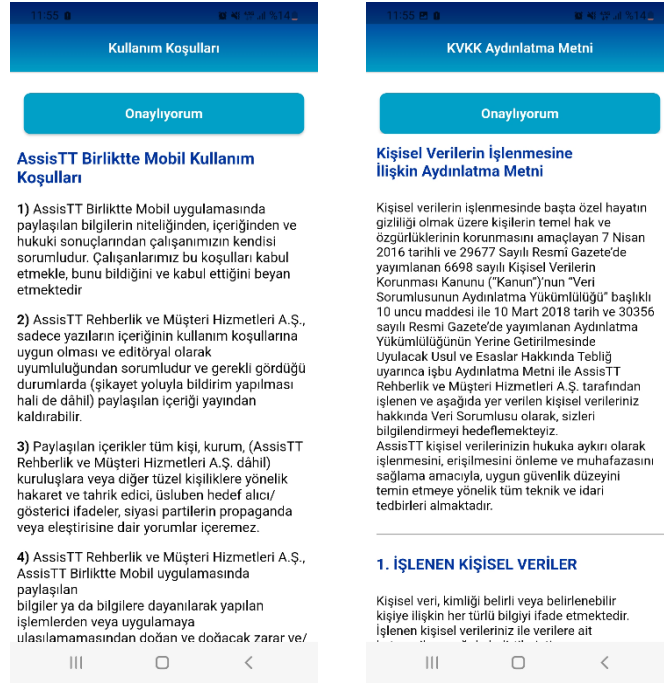 11:55
%14
Kullanım Koşulları
Onaylıyorum
AssisTT Birliktte Mobil Kullanım
Koşulları
1) AssisTT Birliktte Mobil uygulamasında
paylaşılan bilgilerin niteliğinden, içeriğinden ve
hukuki sonuçlarından çalışanımızın kendisi
sorumludur. Çalışanlarımız bu koşulları kabul
etmekle, bunu bildiğini ve kabul ettiğini beyan
etmektedir
2) AssisTT Rehberlik ve Müşteri Hizmetleri A.Ş.,
sadece yazıların içeriğinin kullanım koşullarına
uygun olması ve editöryal olarak
uyumluluğundan sorumludur ve gerekli gördüğü
durumlarda (şikayet yoluyla bildirim yapılması
hali de dâhil) paylaşılan içeriği yayından
kaldırabilir.
3) Paylaşılan içerikler tüm kişi, kurum, (AssisTT
Rehberlik ve Müşteri Hizmetleri A.Ş. dâhil)
kuruluşlara veya diğer tüzel kişiliklere yönelik
hakaret ve tahrik edici, üsluben hedef alıcı/
gösterici ifadeler, siyasi partilerin propaganda
veya eleştirisine dair yorumlar içeremez.
4) AssisTT Rehberlik ve Müşteri Hizmetleri A.Ş.,
AssisTT Birliktte Mobil uygulamasında
paylaşılan
bilgiler ya da bilgilere dayanılarak yapılan
işlemlerden veya uygulamaya
ulaşılamamasından doğan ve doğacak zarar ve/
11:55
%14
KVKK Aydınlatma Metni
Onaylıyorum
Kişisel Verilerin İşlenmesine
İlişkin Aydınlatma Metni
Kişisel verilerin işlenmesinde başta özel hayatın
gizliliği olmak üzere kişilerin temel hak ve
özgürlüklerinin korunmasını amaçlayan 7 Nisan
2016 tarihli ve 29677 Sayılı Resmî Gazete’de
yayımlanan 6698 sayılı Kişisel Verilerin
Korunması Kanunu (“Kanun”)’nun “Veri
Sorumlusunun Aydınlatma Yükümlülüğü” başlıklı
10 uncu maddesi ile 10 Mart 2018 tarih ve 30356
sayılı Resmi Gazete’de yayımlanan Aydınlatma
Yükümlülüğünün Yerine Getirilmesinde
Uyulacak Usul ve Esaslar Hakkında Tebliğ
uyarınca işbu Aydınlatma Metni ile AssisTT
Rehberlik ve Müşteri Hizmetleri A.Ş. tarafından
işlenen ve aşağıda yer verilen kişisel verileriniz
hakkında Veri Sorumlusu olarak, sizleri
bilgilendirmeyi hedeflemekteyiz.
AssisTT kişisel verilerinizin hukuka aykırı olarak
işlenmesini, erişilmesini önleme ve muhafazasını
sağlama amacıyla, uygun güvenlik düzeyini
temin etmeye yönelik tüm teknik ve idari
tedbirleri almaktadır.
1. İŞLENEN KİŞİSEL VERİLER
Kişisel veri, kimliği belirli veya belirlenebilir
kişiye ilişkin her türlü bilgiyi ifade etmektedir.
İşlenen kişisel verileriniz ile verilere ait